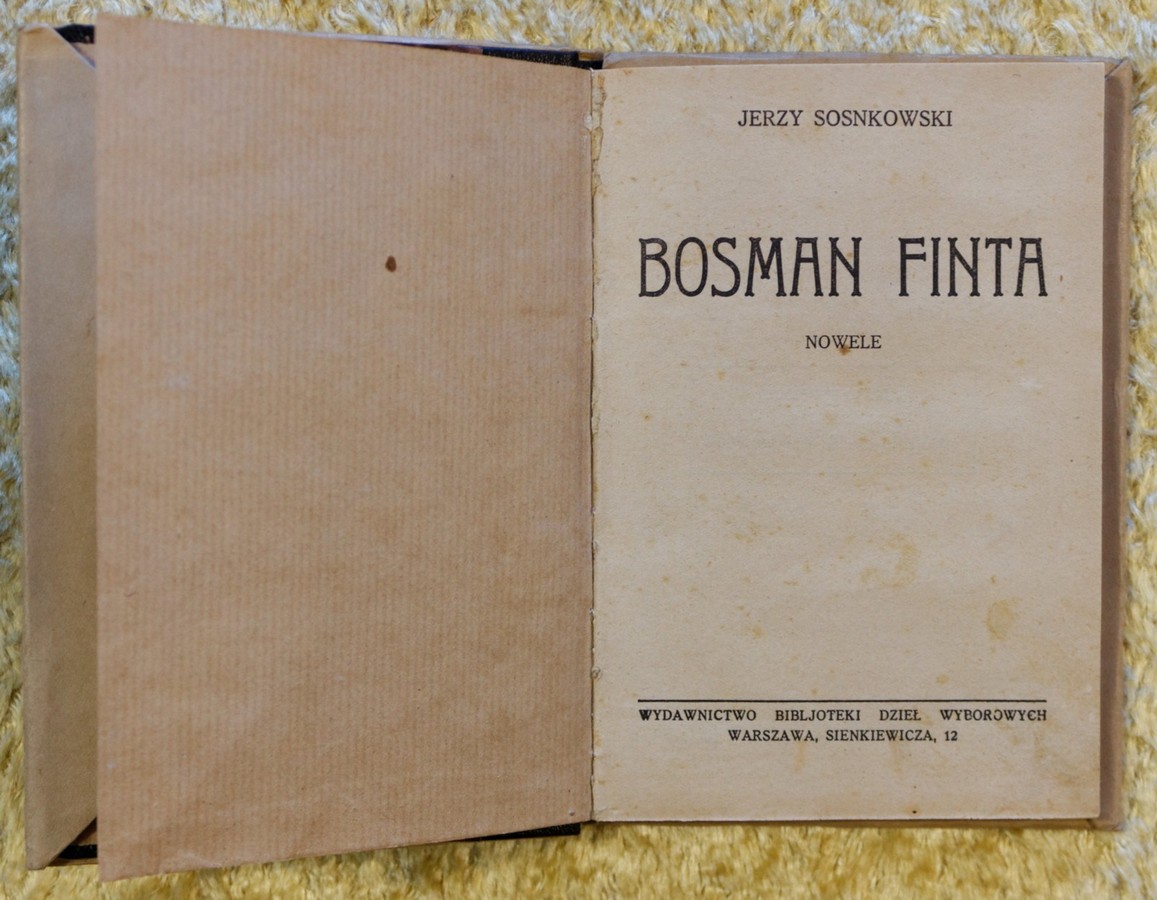 JERZY SOSNKOWSKI
BOSMAN FINTA
NOWELE
WYDAWNICTWO BIBLJOTEKI DZIEŁ WYBOROWYCH
WARSZAWA, SIENKIEWICZA, 12